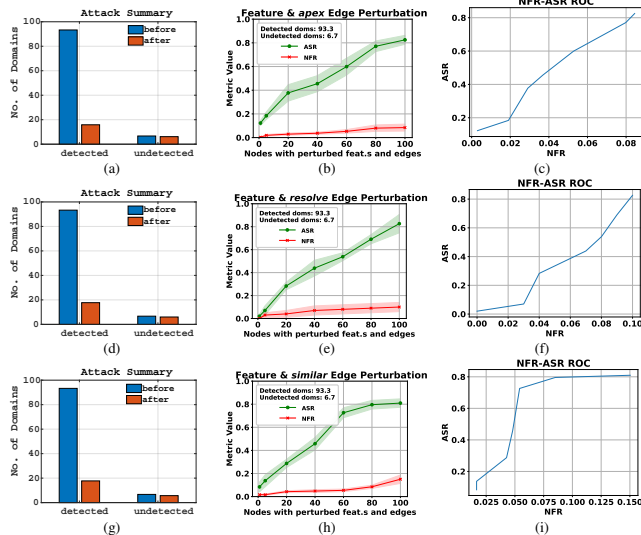 Attack Summary
No. of Domains
100
80
60
40
20
0
before
after
detected
undetected
(a)
Feature & apex Edge Perturbation
Metric Value
1.0
0.8
0.6
0.4
0.2
0.0
Detected doms: 93.3
Undetected doms: 6.7
ASR
NFR
0 20 40 60 80 100
Nodes with perturbed feat.s and edges
(b)
NFR-ASR ROC
ASR
0.8
0.6
0.4
0.2
0.00 0.02 0.04 0.06 0.08
NFR
(c)
Attack Summary
No. of Domains
100
80
60
40
20
0
before
after
detected
undetected
(d)
Feature & resolve Edge Perturbation
Metric Value
1.0
0.8
0.6
0.4
0.2
0.0
Detected doms: 93.3
Undetected doms: 6.7
ASR
NFR
0 20 40 60 80 100
Nodes with perturbed feat.s and edges
(e)
NFR-ASR ROC
ASR
0.8
0.6
0.4
0.2
0.0
0.00 0.02 0.04 0.06 0.08 0.10
NFR
(f)
Attack Summary
No. of Domains
100
80
60
40
20
0
before
after
detected
undetected
(g)
Feature & similar Edge Perturbation
Metric Value
1.0
0.8
0.6
0.4
0.2
0.0
Detected doms: 93.3
Undetected doms: 6.7
ASR
NFR
0 20 40 60 80 100
Nodes with perturbed feat.s and edges
(h)
NFR-ASR ROC
ASR
0.8
0.6
0.4
0.2
0.025 0.050 0.075 0.100 0.125 0.150
NFR
(i)